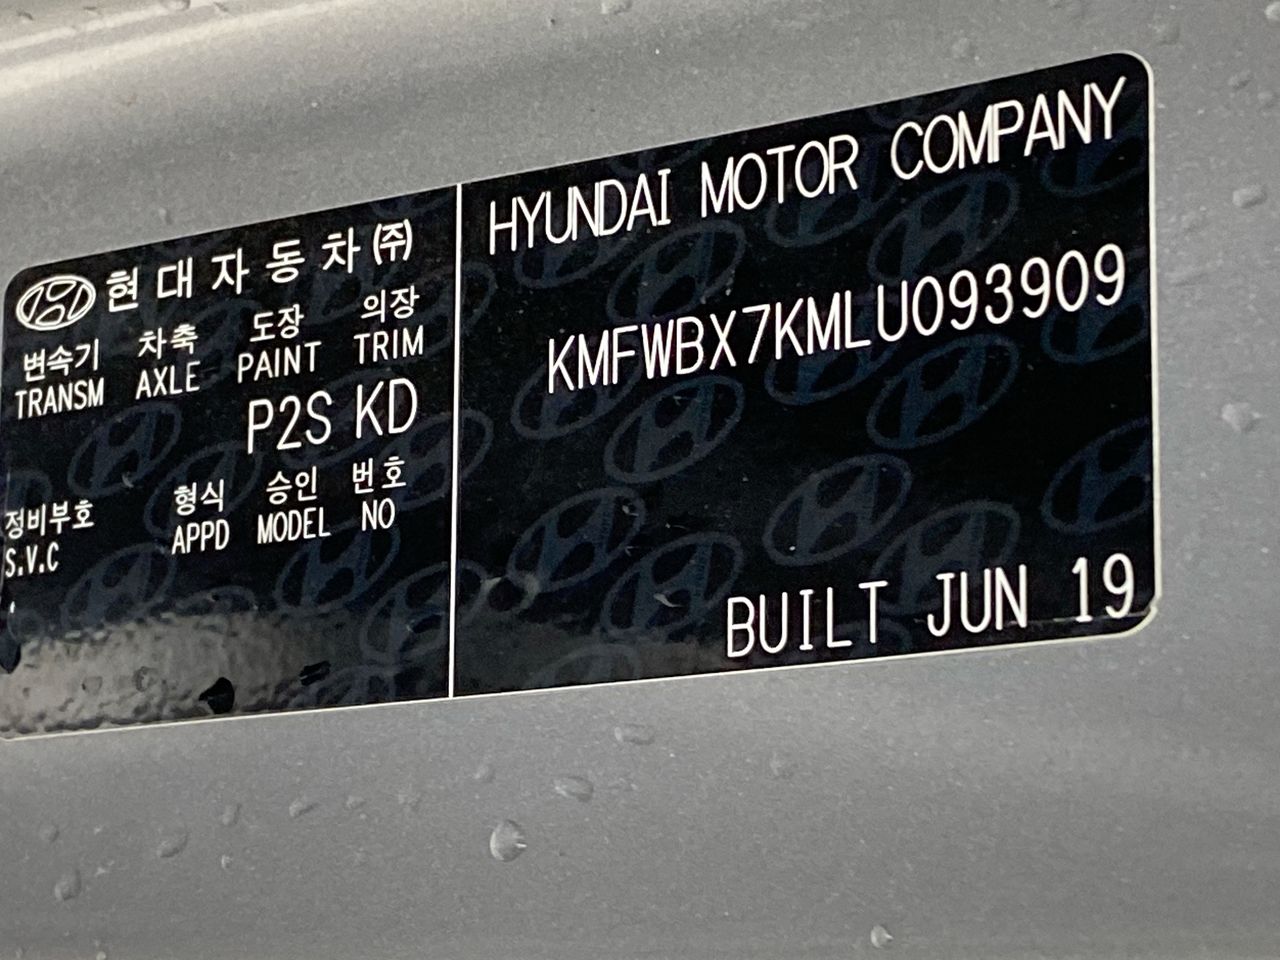 현대자동차(주)
변속기 차축 도장 의장
TRANSM AXLE PAINT TRIM
P2S KD
정비부호 형식 승인 번호
S.V.C APPD MODEL NO
HYUNDAI MOTOR COMPANY
KMFWBX7KMLU093909
BUILT JUN 19